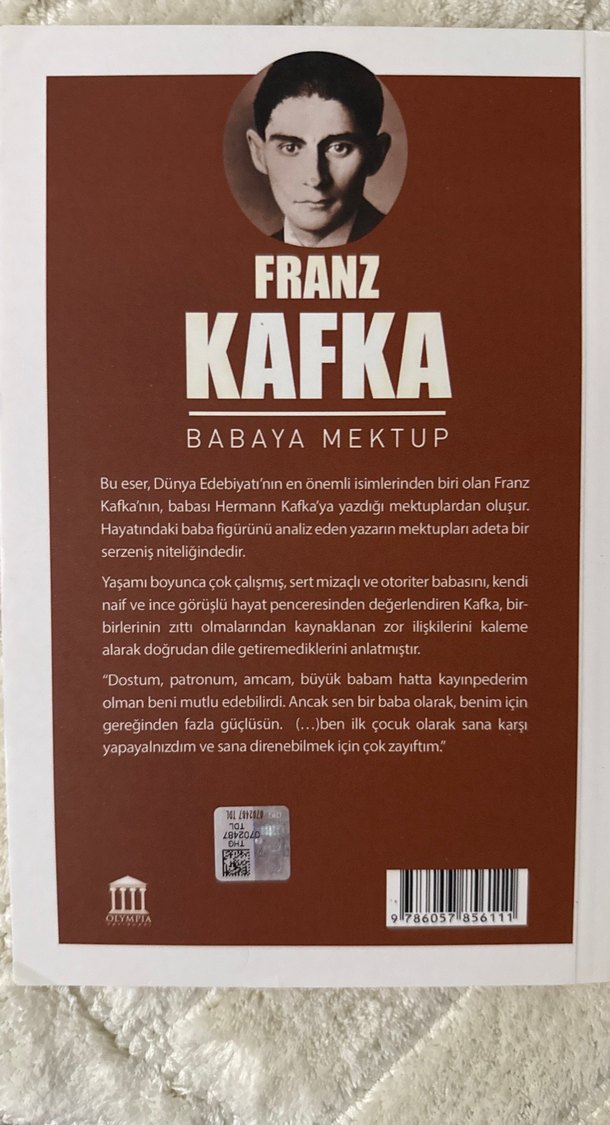 FRANZ
KAFKA
BABAYA MEKTUP
Bu eser, Dünya Edebiyatı’nın en önemli isimlerinden biri olan Franz
Kafka’nın, babası Hermann Kafka’ya yazdığı mektuplardan oluşur.
Hayatındaki baba figürünü analiz eden yazarın mektupları adeta bir
serzeniş niteliğindedir.
Yaşamı boyunca çok çalışmış, sert mizaçlı ve otoriter babasını, kendi
naif ve ince görüşlü hayat penceresinden değerlendiren Kafka, bir-
birlerinin zıttı olmalarından kaynaklanan zor ilişkilerini kaleme
alarak doğrudan dile getiremediklerini anlatmıştır.
“Dostum, patronum, amcam, büyük babam hatta kayınpederim
olman beni mutlu edebilirdi. Ancak sen bir baba olarak, benim için
gereğinden fazla güçlüsün. (…)ben ilk çocuk olarak sana karşı
yapayalnızdım ve sana direnebilmek için çok zayıftım.”
0702487 TDL
0702487
TDL
THG
OLYMPIA
9 786057 856111